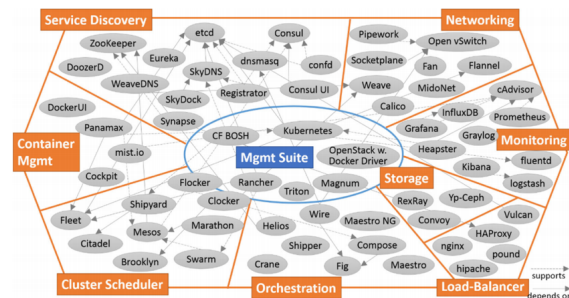 Service Discovery
Networking
ZooKeeper
etcd
Consul
Pipework
Open vSwitch
Eureka
DoozerD
dnsmasq
confd
Socketplane
Fan
Flannel
SkyDNS
WeaveDNS
Registrator
Consul UI
Weave
MidoNet
cAdvisor
SkyDock
Calico
InfluxDB
Prometheus
DockerUI
Synapse
Panamax
CF BOSH
Kubernetes
Grafana
Graylog
Container
Mgmt
Monitoring
mist.io
Mgmt Suite
OpenStack w.
Docker Driver
Heapster
fluentd
Kibana
logstash
Cockpit
Storage
Flocker
Rancher
Triton
Magnum
RexRay
Yp-Ceph
Clocker
Shipyard
Fleet
Wire
Maestro NG
Convoy
Vulcan
Mesos
Marathon
Helios
HAProxy
Citadel
Shipper
Compose
nginx
pound
Brooklyn
Swarm
Crane
Fig
Maestro
hipache
supports
Cluster Scheduler
Orchestration
Load-Balancer
depends on